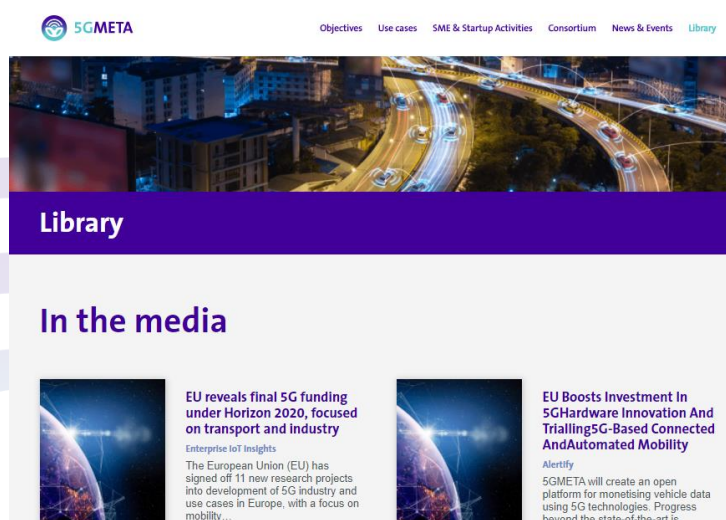 5GMETA
Objectives Use cases SME & Startup Activities Consortium News & Events Library
Library
In the media
EU reveals final 5G funding
under Horizon 2020, focused
on transport and industry
Enterprise IoT Insights
The European Union (EU) has
signed off 11 new research projects
into development of 5G industry and
use cases in Europe, with a focus on
mobility...
EU Boosts Investment In
5GHardware Innovation And
Trialling5G-Based Connected
AndAutomated Mobility
Alertify
5GMETA will create an open
platform for monetising vehicle data
using 5G technologies. Progress
beyond the state-of-the-art is